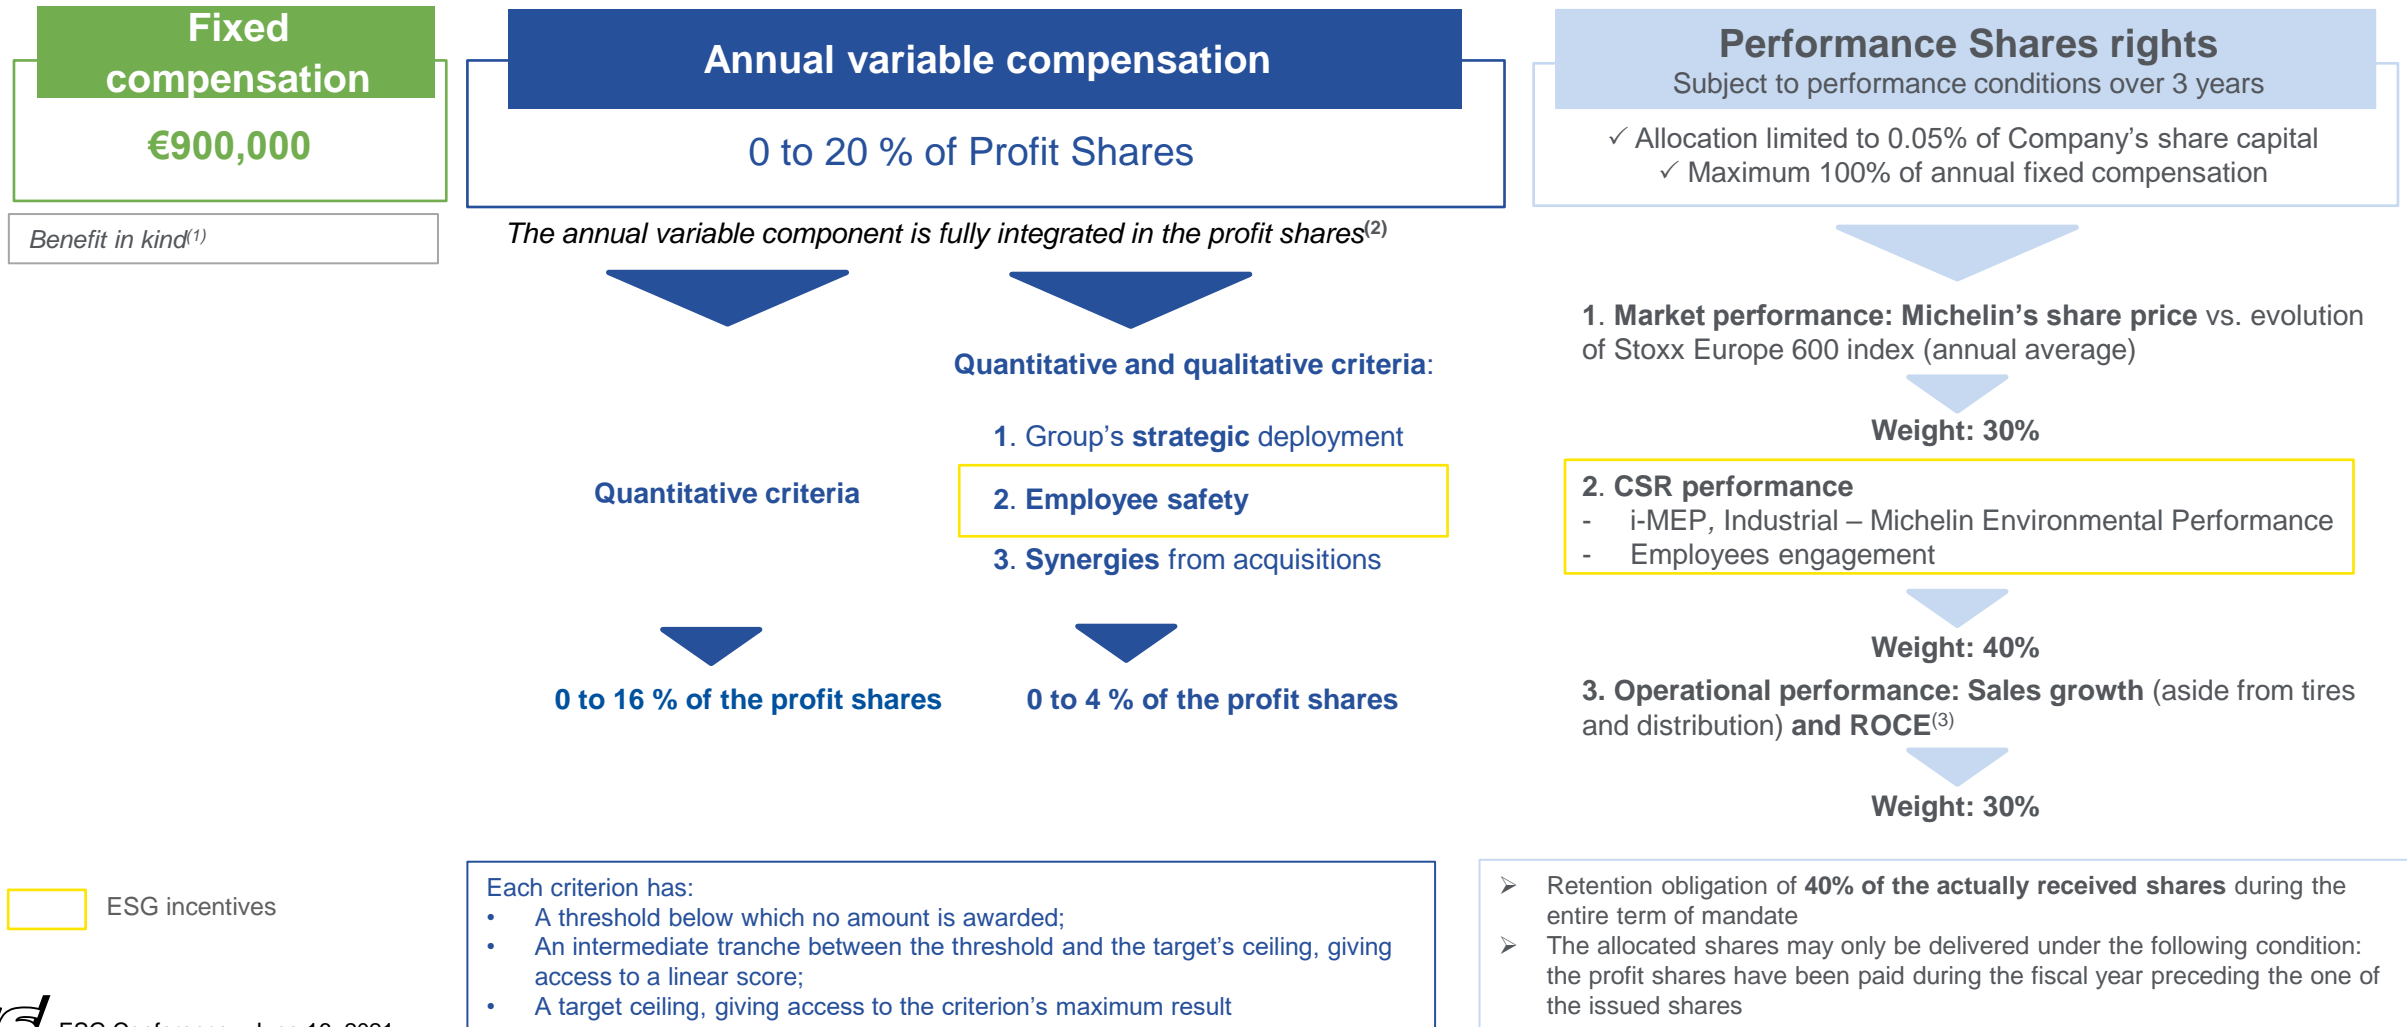 Fixed
compensation
€900,000
Benefit in kind(1)
Annual variable compensation
0 to 20 % of Profit Shares
The annual variable component is fully integrated in the profit shares(2)
Quantitative criteria
0 to 16 % of the profit shares
Quantitative and qualitative criteria:
1. Group's strategic deployment
2. Employee safety
3. Synergies from acquisitions
0 to 4 % of the profit shares
Each criterion has:
• A threshold below which no amount is awarded;
• An intermediate tranche between the threshold and the target's ceiling, giving
access to a linear score;
• A target ceiling, giving access to the criterion's maximum result
Performance Shares rights
Subject to performance conditions over 3 years
✓ Allocation limited to 0.05% of Company's share capital
✓ Maximum 100% of annual fixed compensation
1. Market performance: Michelin's share price vs. evolution
of Stoxx Europe 600 index (annual average)
Weight: 30%
2. CSR performance
- i-MEP, Industrial – Michelin Environmental Performance
- Employees engagement
Weight: 40%
3. Operational performance: Sales growth (aside from tires
and distribution) and ROCE(3)
Weight: 30%
➢ Retention obligation of 40% of the actually received shares during the
entire term of mandate
➢ The allocated shares may only be delivered under the following condition:
the profit shares have been paid during the fiscal year preceding the one of
the issued shares
ESG incentives